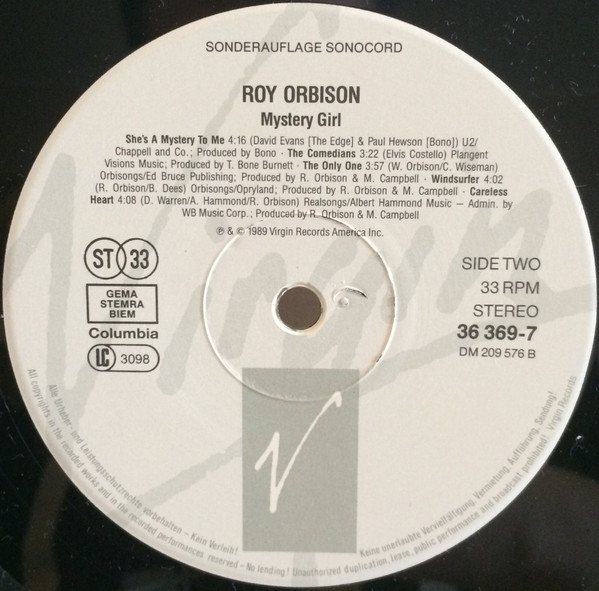 SONDERAUFLAGE SONOCORD
ROY ORBISON
Mystery Girl
She's A Mystery To Me 4:16 (David Evans [The Edge] & Paul Hewson [Bono]) U2/
Chappell and Co.; Produced by Bono · The Comedians 3:22 (Elvis Costello) Plangent
Visions Music; Produced by T. Bone Burnett · The Only One 3:57 (W. Orbison/C. Wiseman)
Orbisongs/Ed Bruce Publishing; Produced by R. Orbison & M. Campbell · Windsurfer 4:02
(R. Orbison/B. Dees) Orbisongs/Opryland; Produced by R. Orbison & M. Campbell · Careless
Heart 4:08 (D. Warren/A. Hammond/R. Orbison) Realsongs/Albert Hammond Music – Admin. by
WB Music Corp.; Produced by R. Orbison & M. Campbell
℗ & © 1989 Virgin Records America Inc.
ST 33
GEMA
STEMRA
BIEM
Columbia
LC 3098
SIDE TWO
33 RPM
STEREO
36 369-7
DM 209 576 B
Virgin
V
Alle Urheber- und Leistungsschutzrechte vorbehalten – Kein Verleih! Keine unerlaubte Vervielfältigung, Vermietung, Aufführung, Sendung!
All copyrights in the recorded works and in the recorded performances reserved – No lending! Unauthorized duplication, lease, public performance and broadcast prohibited! Virgin Records